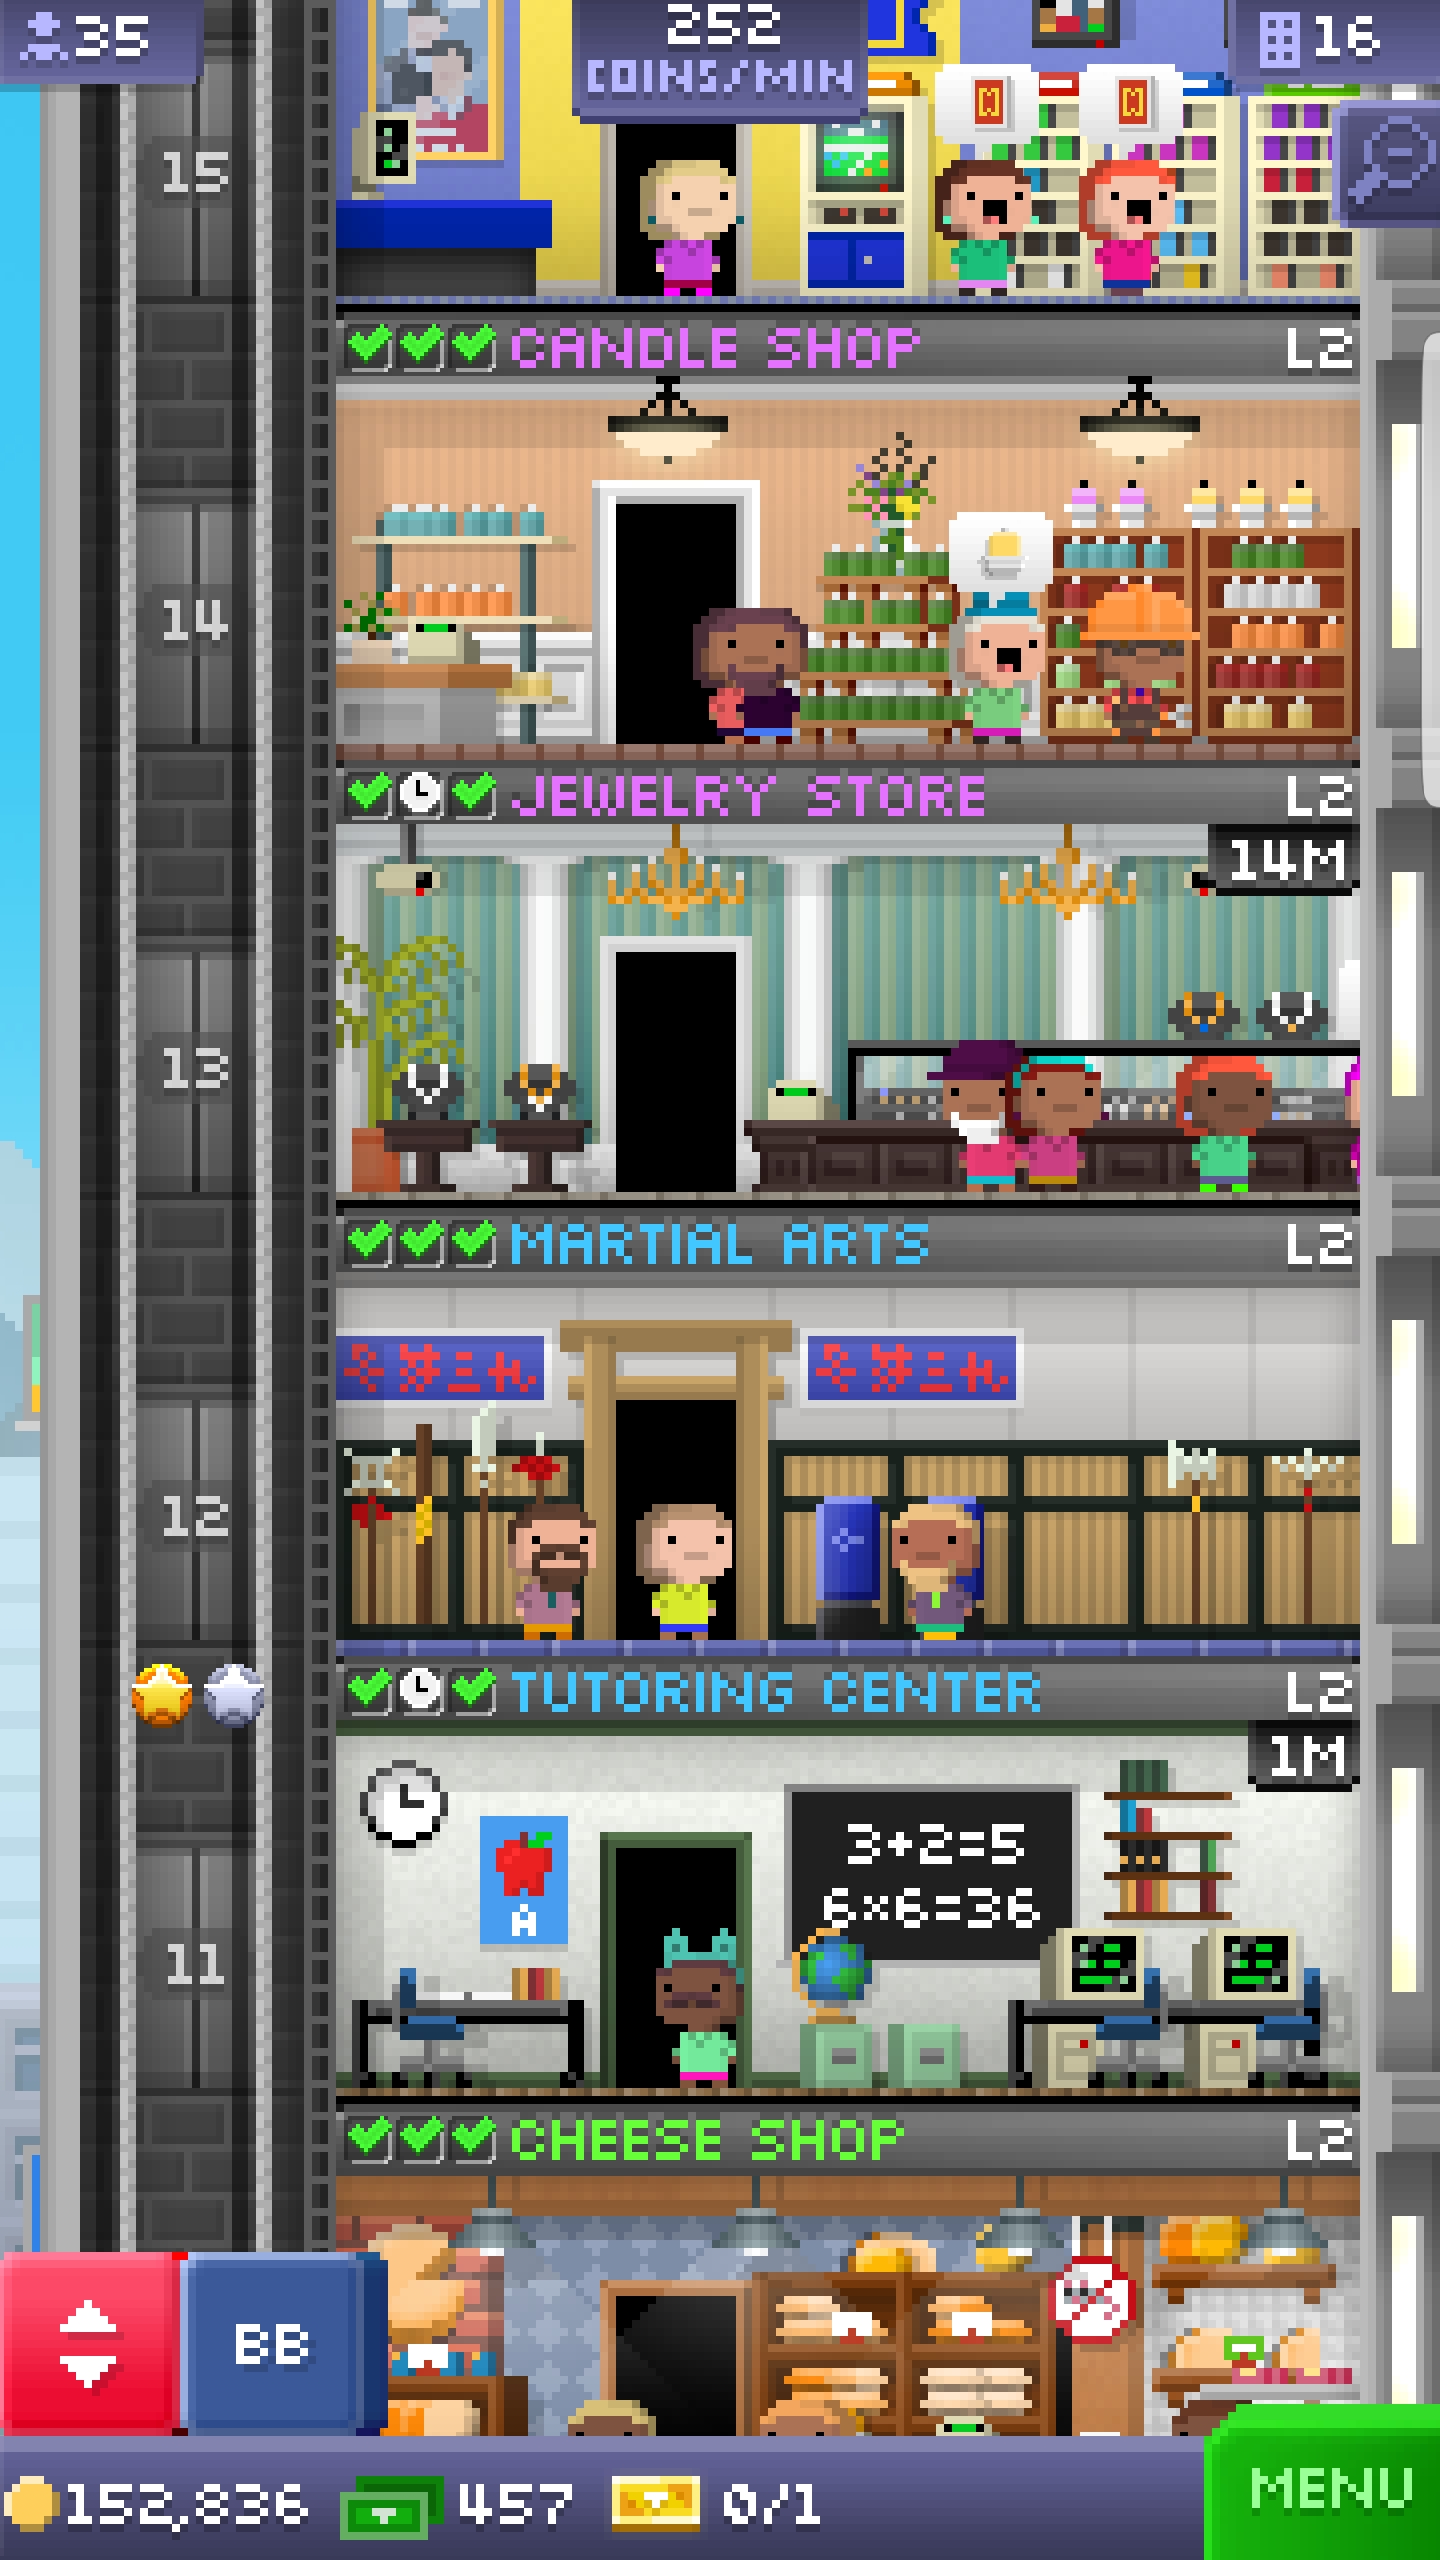 35
252
COINS/MIN
16
15
CANDLE SHOP
L2
14
JEWELRY STORE
L2
14M
13
MARTIAL ARTS
L2
12
TUTORING CENTER
L2
1M
3+2=5
6×6=36
A
11
CHEESE SHOP
L2
BB
152,836
457
0/1
MENU